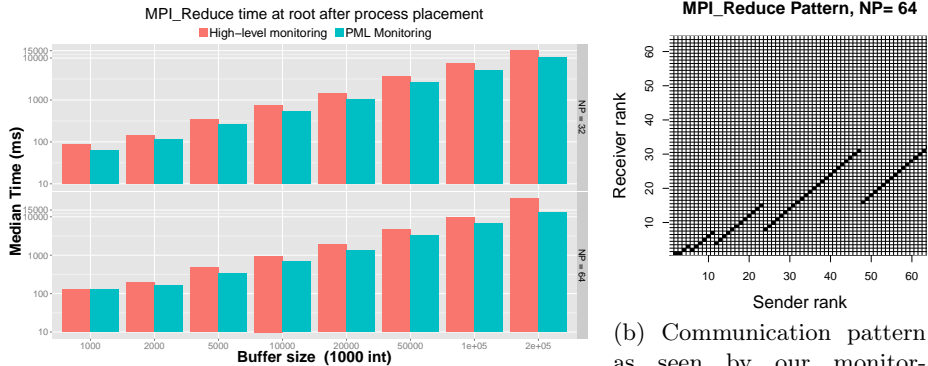 MPI_Reduce time at root after process placement
High-level monitoring PML Monitoring
Median Time (ms)
15000
10000
1000
100
10
NP = 32
15000
10000
1000
100
10
NP = 64
1000 2000 5000 10000 20000 50000 1e+05 2e+05
Buffer size (1000 int)
MPI_Reduce Pattern, NP= 64
Receiver rank
60
50
40
30
20
10
10 20 30 40 50 60
Sender rank
(b) Communication pattern
as seen by our monitor-